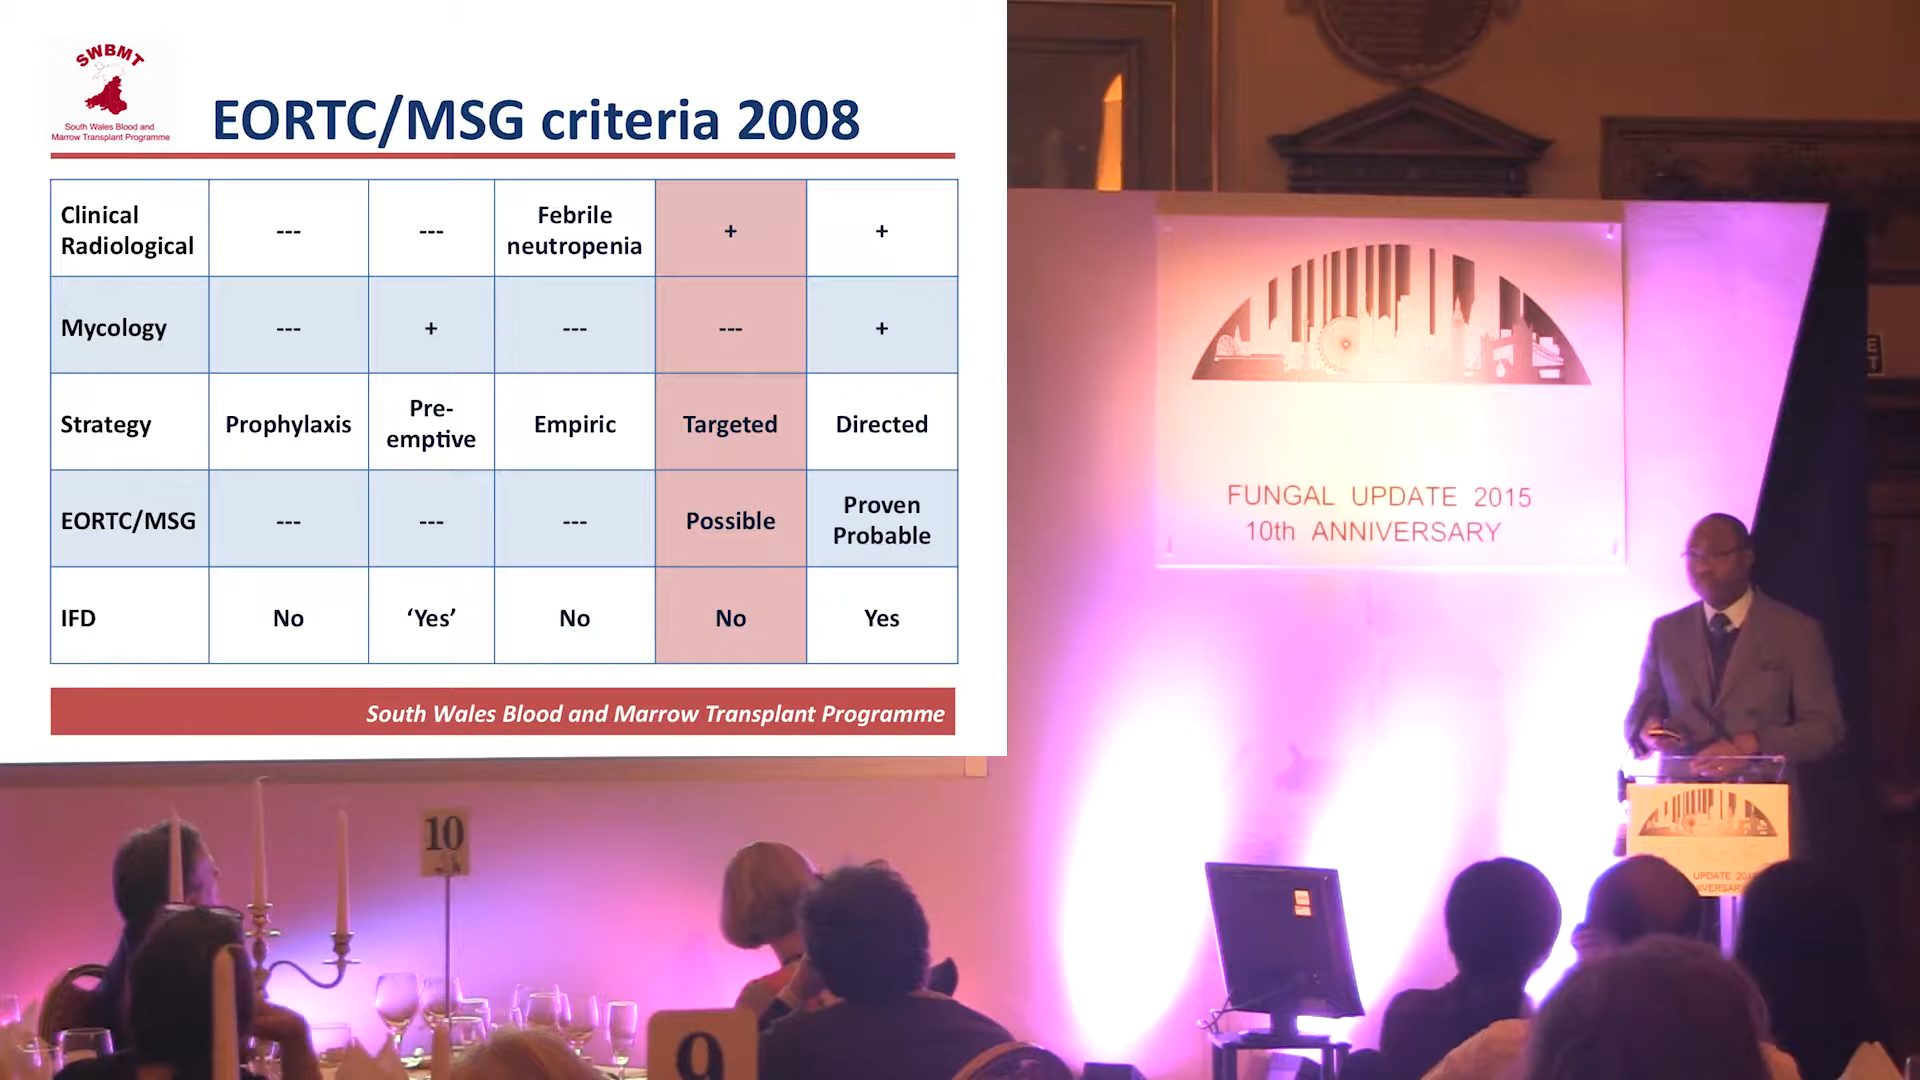 SWBMT
South Wales Blood and
Marrow Transplant Programme
EORTC/MSG criteria 2008
Clinical Radiological --- --- Febrile neutropenia + +
Mycology --- + --- --- +
Strategy Prophylaxis Pre-emptive Empiric Targeted Directed
EORTC/MSG --- --- --- Possible Proven Probable
IFD No ‘Yes’ No No Yes
South Wales Blood and Marrow Transplant Programme
FUNGAL UPDATE 2015
10th ANNIVERSARY
UPDATE
10
9